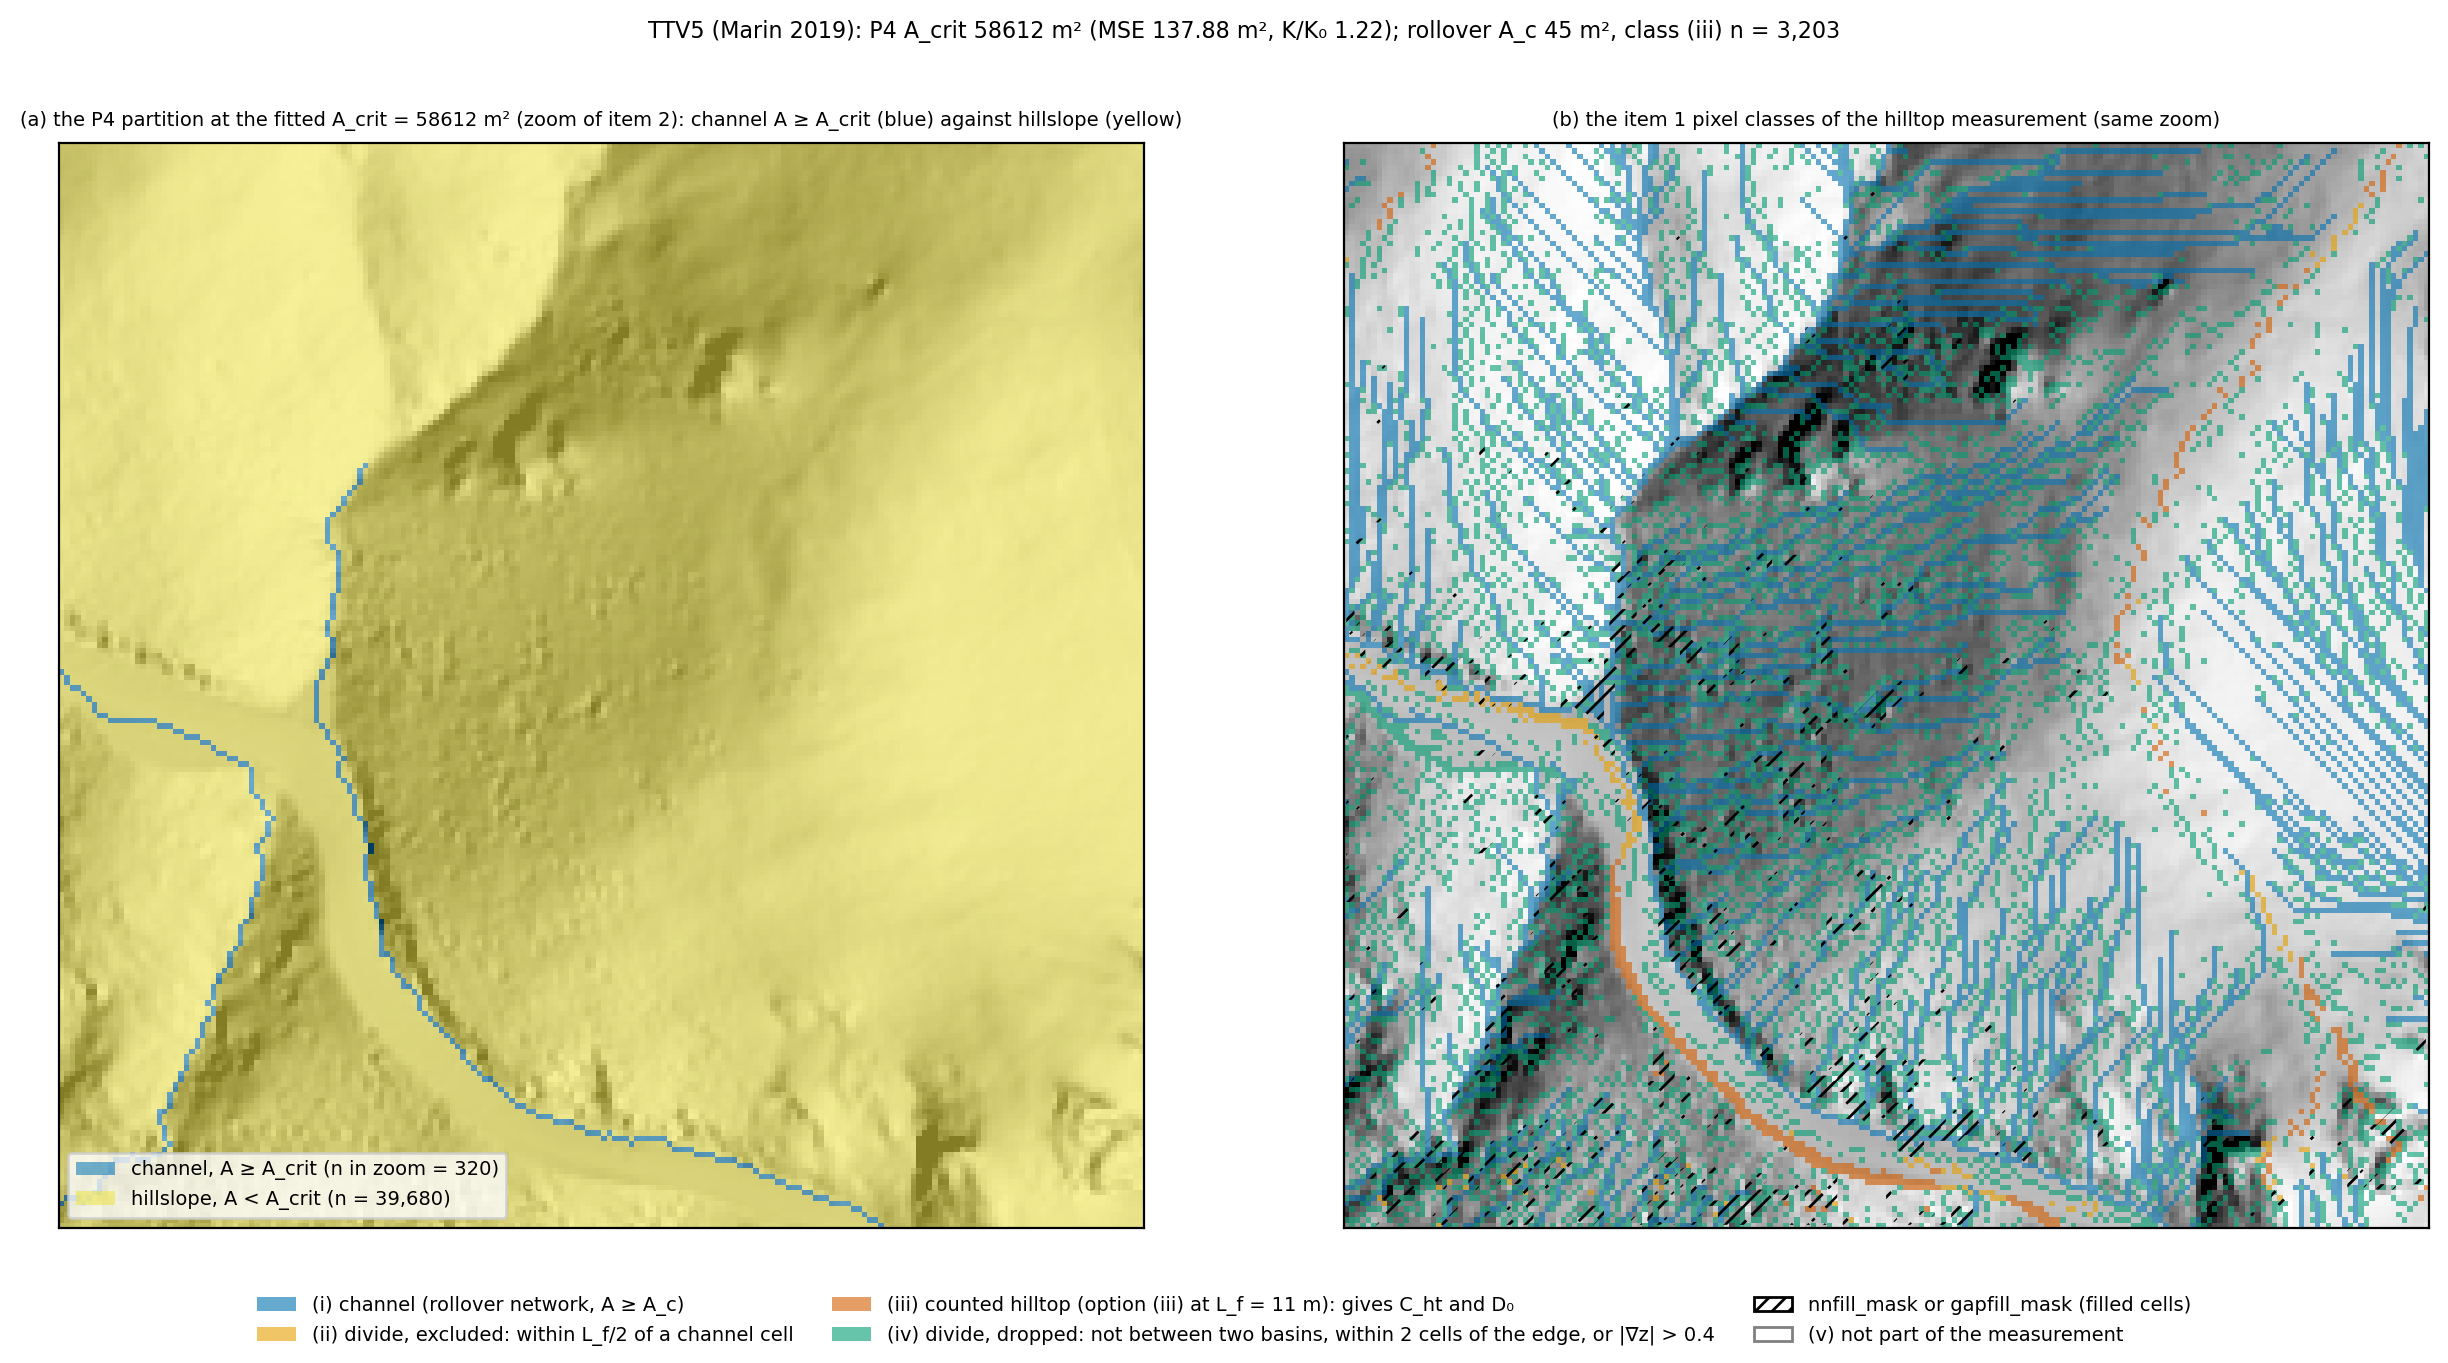 TTV5 (Marin 2019): P4 A_crit 58612 m² (MSE 137.88 m², K/K₀ 1.22); rollover A_c 45 m², class (iii) n = 3,203
(a) the P4 partition at the fitted A_crit = 58612 m² (zoom of item 2): channel A ≥ A_crit (blue) against hillslope (yellow)
(b) the item 1 pixel classes of the hilltop measurement (same zoom)
channel, A ≥ A_crit (n in zoom = 320)
hillslope, A < A_crit (n = 39,680)
(i) channel (rollover network, A ≥ A_c)
(ii) divide, excluded: within L_f/2 of a channel cell
(iii) counted hilltop (option (iii) at L_f = 11 m): gives C_ht and D₀
(iv) divide, dropped: not between two basins, within 2 cells of the edge, or |∇z| > 0.4
nnfill_mask or gapfill_mask (filled cells)
(v) not part of the measurement